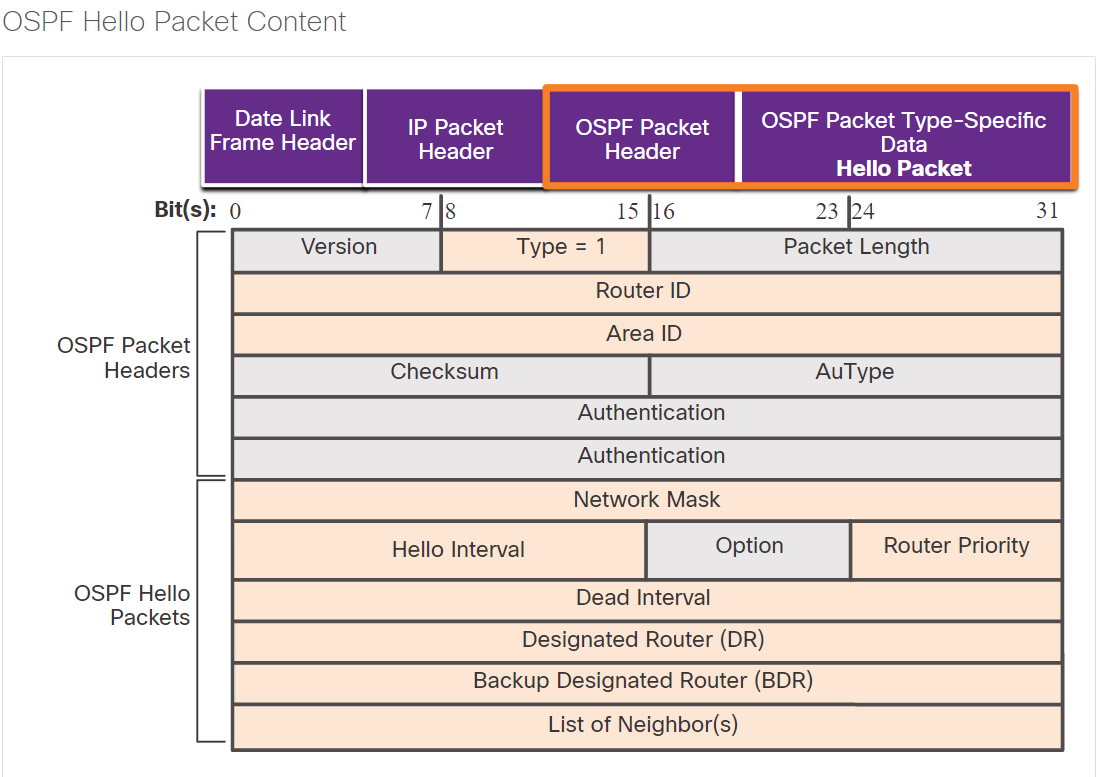 OSPF Hello Packet Content
Date Link
Frame Header
IP Packet
Header
OSPF Packet
Header
OSPF Packet Type-Specific
Data
Hello Packet
Bit(s): 0 7 8 15 16 23 24 31
Version Type = 1 Packet Length
Router ID
Area ID
OSPF Packet
Headers
Checksum AuType
Authentication
Authentication
Network Mask
Hello Interval Option Router Priority
OSPF Hello
Packets
Dead Interval
Designated Router (DR)
Backup Designated Router (BDR)
List of Neighbor(s)